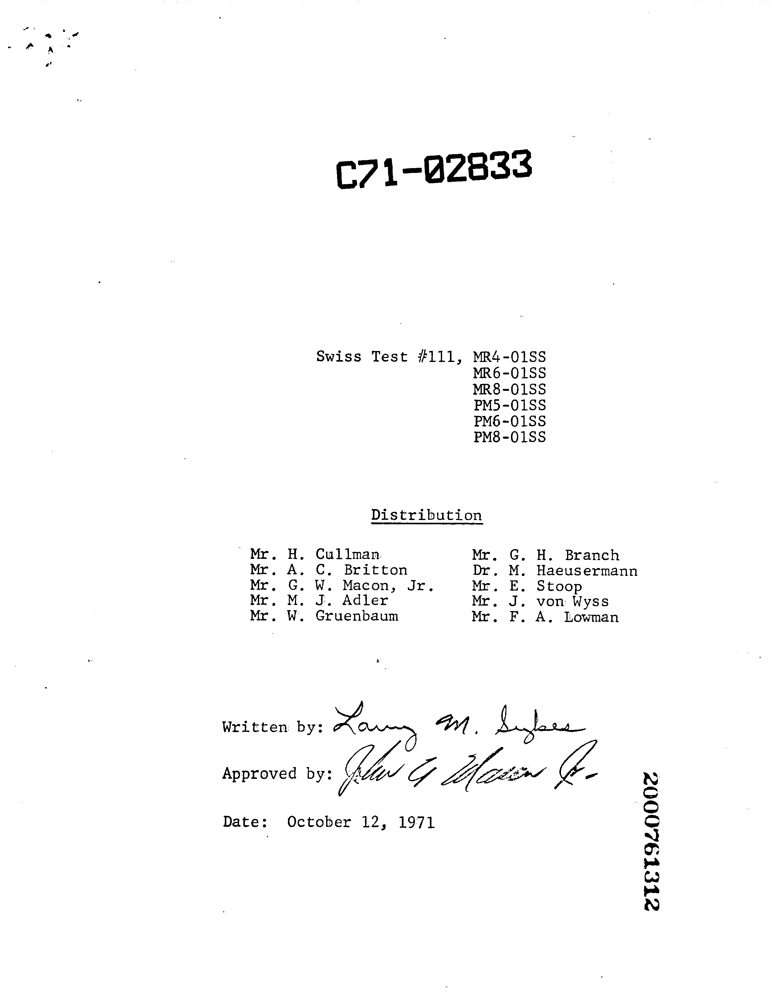 C71-02833
Swiss Test #111, MR4-01SS
MR6-01SS
MR8-01SS
PM5-01SS
PM6-01SS
PM8-01SS
Distribution
Mr. H. Cullman
Mr. A. C. Britton
Mr. G. W. Macon, Jr.
Mr. M. J. Adler
Mr. W. Gruenbaum
Mr. G. H. Branch
Dr. M. Haeusermann
Mr. E. Stoop
Mr. J. von Wyss
Mr. F. A. Lowman
Written by: Larry M. Sykes
Approved by: Jr.
Date: October 12, 1971
2000761312